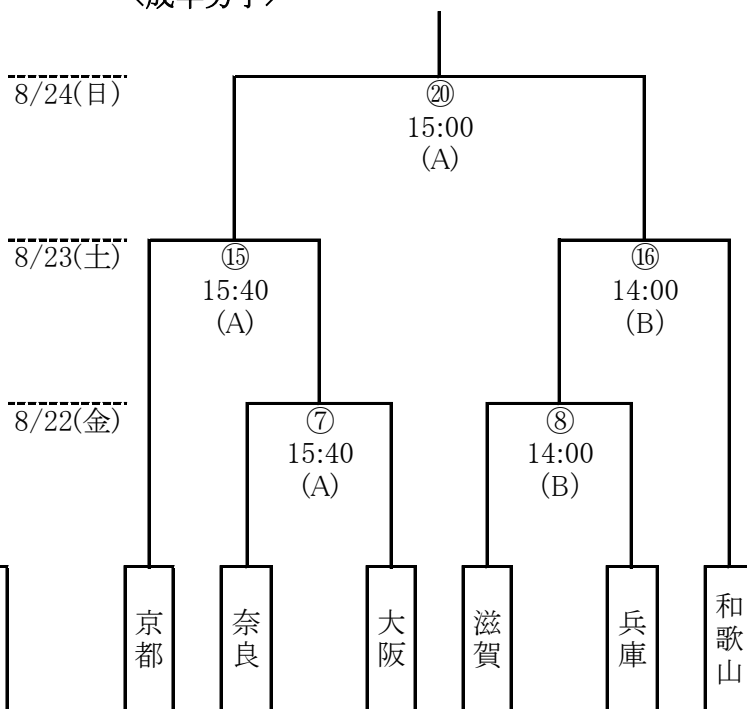 〈成年男子〉
8/24(日)
⑳
15:00
(A)
8/23(土)
⑮
15:40
(A)
⑯
14:00
(B)
8/22(金)
⑦
15:40
(A)
⑧
14:00
(B)
京都
奈良
大阪
滋賀
兵庫
和歌山